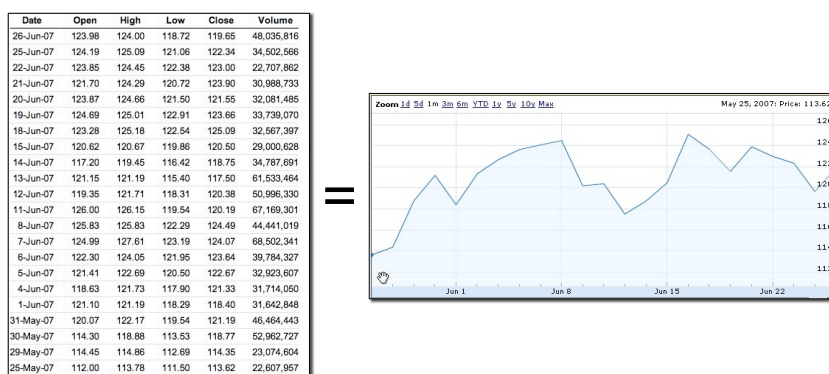 Date Open High Low Close Volume
26-Jun-07 123.98 124.00 118.72 119.65 48,035,816
25-Jun-07 124.19 125.09 121.06 122.34 34,502,566
22-Jun-07 123.85 124.45 122.38 123.00 22,707,862
21-Jun-07 121.70 124.29 120.72 123.90 30,988,733
20-Jun-07 123.87 124.66 121.50 121.55 32,081,485
19-Jun-07 124.69 125.01 122.91 123.66 33,739,070
18-Jun-07 123.28 125.18 122.54 125.09 32,567,397
15-Jun-07 120.62 120.67 119.86 120.50 29,000,628
14-Jun-07 117.20 119.45 116.42 118.75 34,787,691
13-Jun-07 121.15 121.19 115.40 117.50 61,533,464
12-Jun-07 119.35 121.71 118.31 120.38 50,996,330
11-Jun-07 126.00 126.15 119.54 120.19 67,169,301
8-Jun-07 125.83 125.83 122.29 124.49 44,441,019
7-Jun-07 124.99 127.61 123.19 124.07 68,502,341
6-Jun-07 122.30 124.05 121.95 123.64 39,784,327
5-Jun-07 121.41 122.69 120.50 122.67 32,923,607
4-Jun-07 118.63 121.73 117.90 121.33 31,714,050
1-Jun-07 121.10 121.19 118.29 118.40 31,642,848
31-May-07 120.07 122.17 119.54 121.19 46,464,443
30-May-07 114.30 118.88 113.53 118.77 52,962,727
29-May-07 114.45 114.86 112.69 114.35 23,074,604
25-May-07 112.00 113.78 111.50 113.62 22,607,957
=
Zoom 1d 5d 1m 3m 6m YTD 1y 5y 10y Max May 25, 2007: Price: 113.62
120
Jun 1 Jun 8 Jun 15 Jun 22